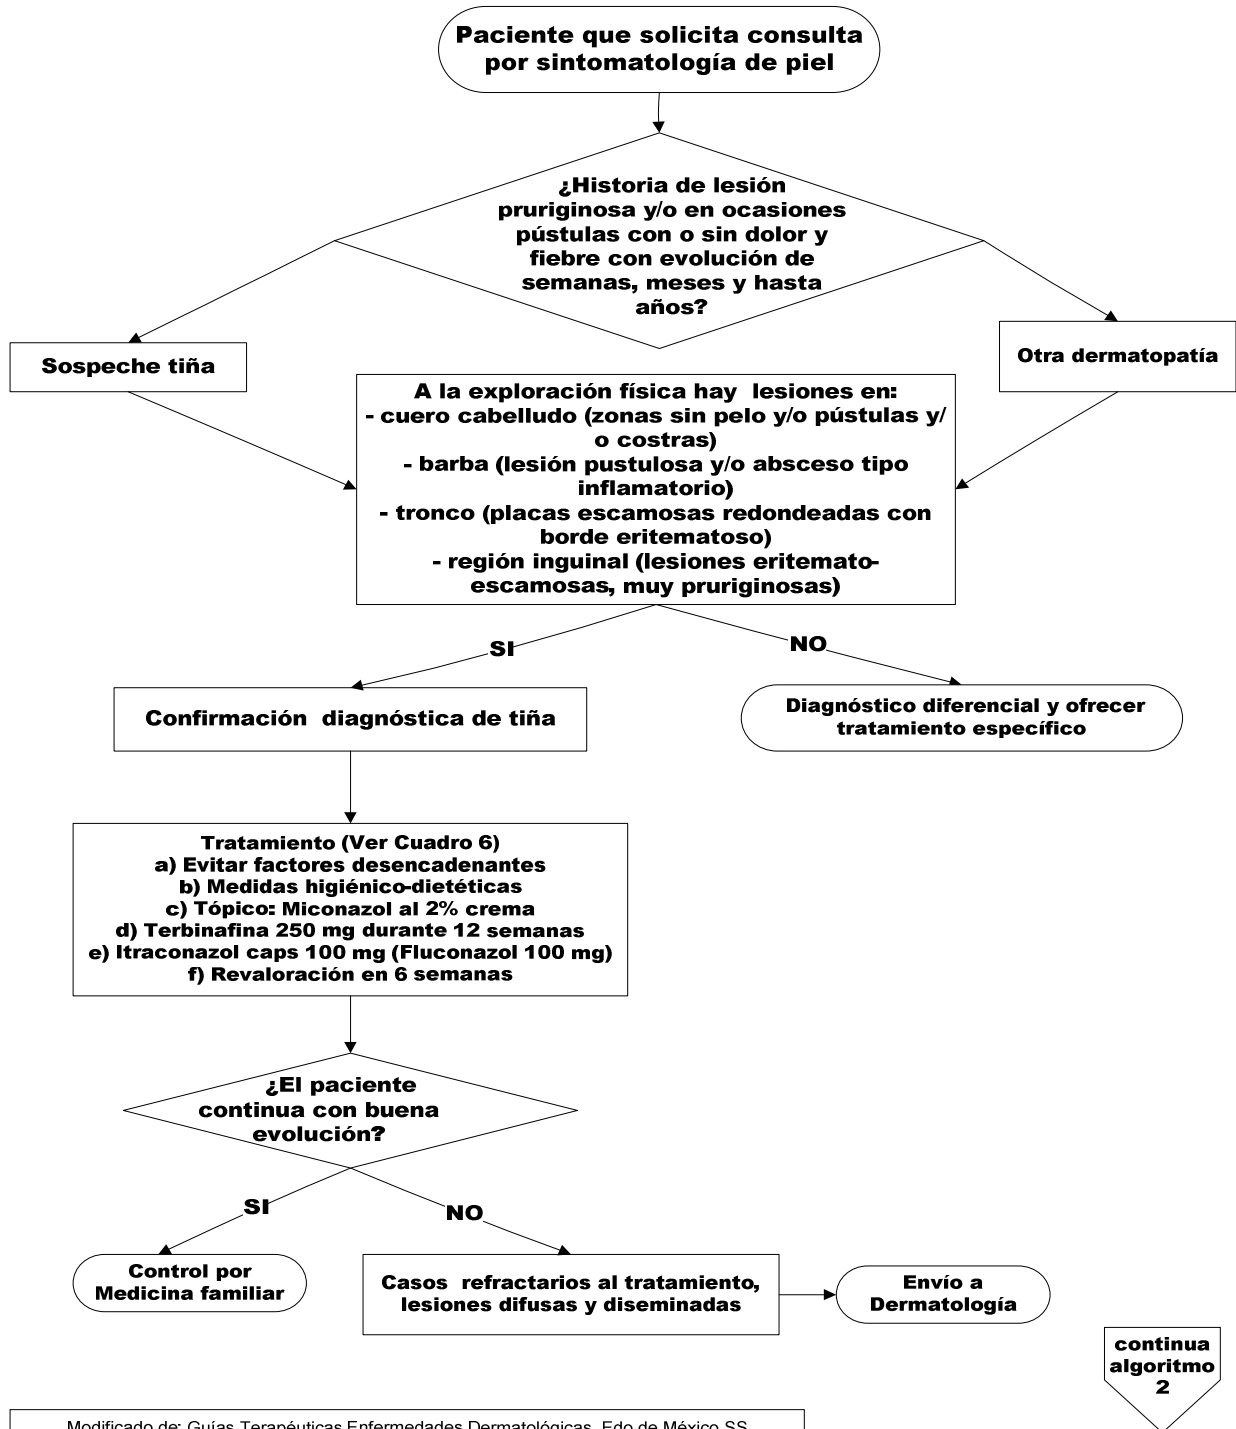 Paciente que solicita consulta
por sintomatología de piel
¿Historia de lesión
pruriginosa y/o en ocasiones
pústulas con o sin dolor y
fiebre con evolución de
semanas, meses y hasta
años?
Sospeche tiña
Otra dermatopatía
A la exploración física hay lesiones en:
- cuero cabelludo (zonas sin pelo y/o pústulas y/
o costras)
- barba (lesión pustulosa y/o absceso tipo
inflamatorio)
- tronco (placas escamosas redondeadas con
borde eritematoso)
- región inguinal (lesiones eritemato-
escamosas, muy pruriginosas)
SI
NO
Confirmación diagnóstica de tiña
Diagnóstico diferencial y ofrecer
tratamiento específico
Tratamiento (Ver Cuadro 6)
a) Evitar factores desencadenantes
b) Medidas higiénico-dietéticas
c) Tópico: Miconazol al 2% crema
d) Terbinafina 250 mg durante 12 semanas
e) Itraconazol caps 100 mg (Fluconazol 100 mg)
f) Revaloración en 6 semanas
¿El paciente
continua con buena
evolución?
SI
NO
Control por
Medicina familiar
Casos refractarios al tratamiento,
lesiones difusas y diseminadas
Envío a
Dermatología
continua
algoritmo
2
Modificado de: Guías Terapéuticas Enfermedades Dermatológicas. Edo de México SS